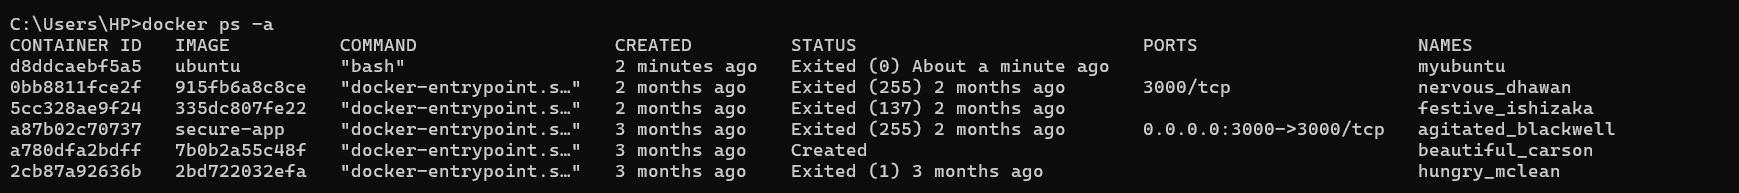 C:\Users\HP>docker ps -a
CONTAINER ID   IMAGE          COMMAND                  CREATED         STATUS                          PORTS                    NAMES
d8ddcaebf5a5   ubuntu         "bash"                   2 minutes ago   Exited (0) About a minute ago                            myubuntu
0bb8811fce2f   915fb6a8c8ce   "docker-entrypoint.s…"   2 months ago    Exited (255) 2 months ago       3000/tcp                 nervous_dhawan
5cc328ae9f24   335dc807fe22   "docker-entrypoint.s…"   2 months ago    Exited (137) 2 months ago                                festive_ishizaka
a87b02c70737   secure-app     "docker-entrypoint.s…"   3 months ago    Exited (255) 2 months ago       0.0.0.0:3000->3000/tcp   agitated_blackwell
a780dfa2bdff   7b0b2a55c48f   "docker-entrypoint.s…"   3 months ago    Created                                                  beautiful_carson
2cb87a92636b   2bd722032efa   "docker-entrypoint.s…"   3 months ago    Exited (1) 3 months ago                                  hungry_mclean